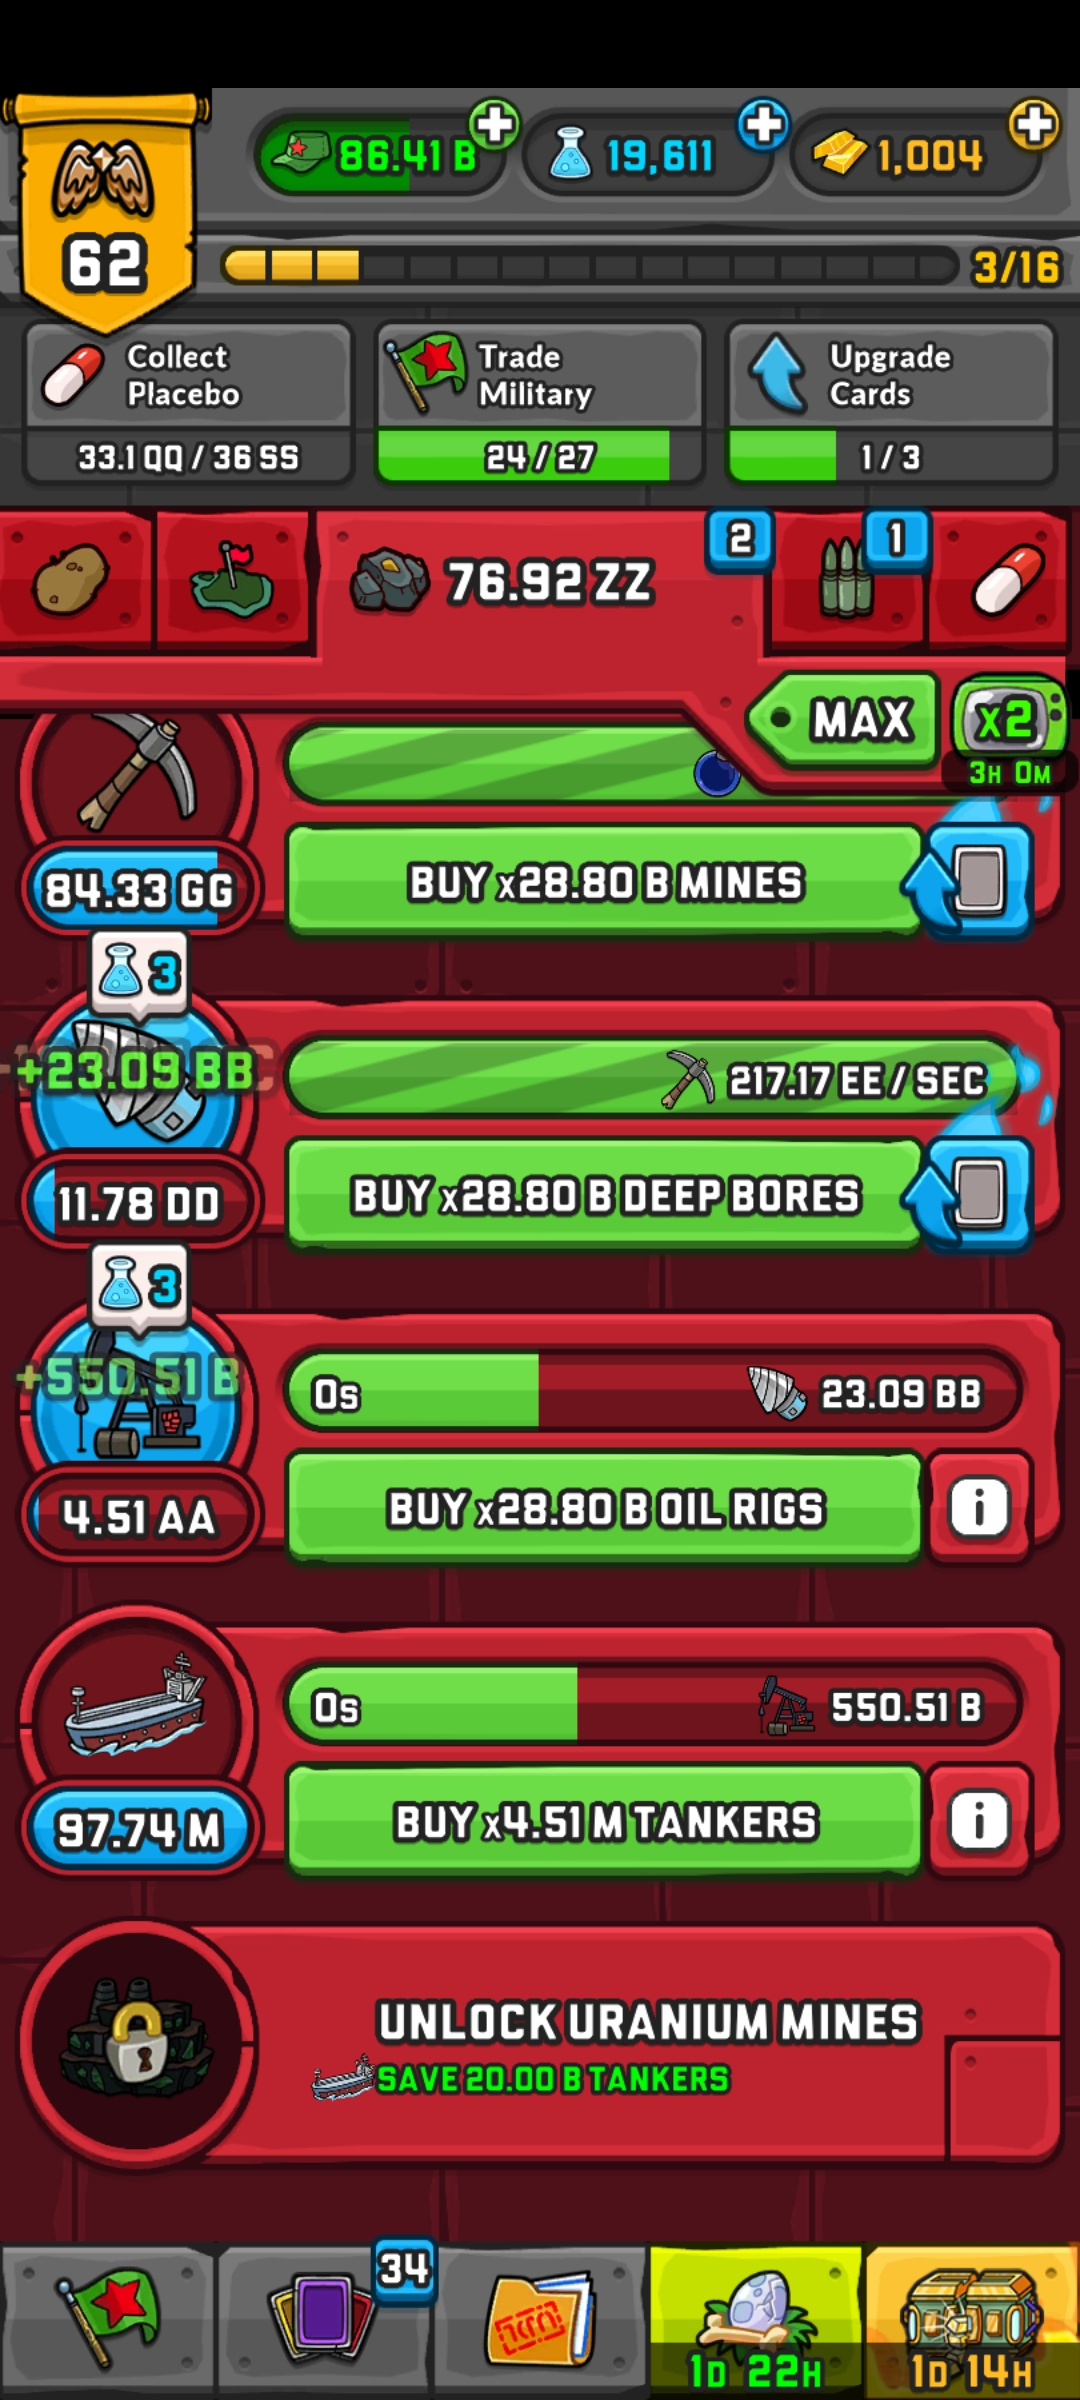 86.41 B
19,611
1,004
62
3/16
Collect
Placebo
33.1 QQ / 36 SS
Trade
Military
24 / 27
Upgrade
Cards
1 / 3
76.92 ZZ
2
1
MAX
x2
3H 0M
84.33 GG
BUY x28.80 B MINES
3
+23.09 BB
217.17 EE / SEC
11.78 DD
BUY x28.80 B DEEP BORES
3
+550.51 B
0s
23.09 BB
4.51 AA
BUY x28.80 B OIL RIGS
i
0s
550.51 B
97.74 M
BUY x4.51 M TANKERS
i
UNLOCK URANIUM MINES
SAVE 20.00 B TANKERS
34
1D 22H
1D 14H